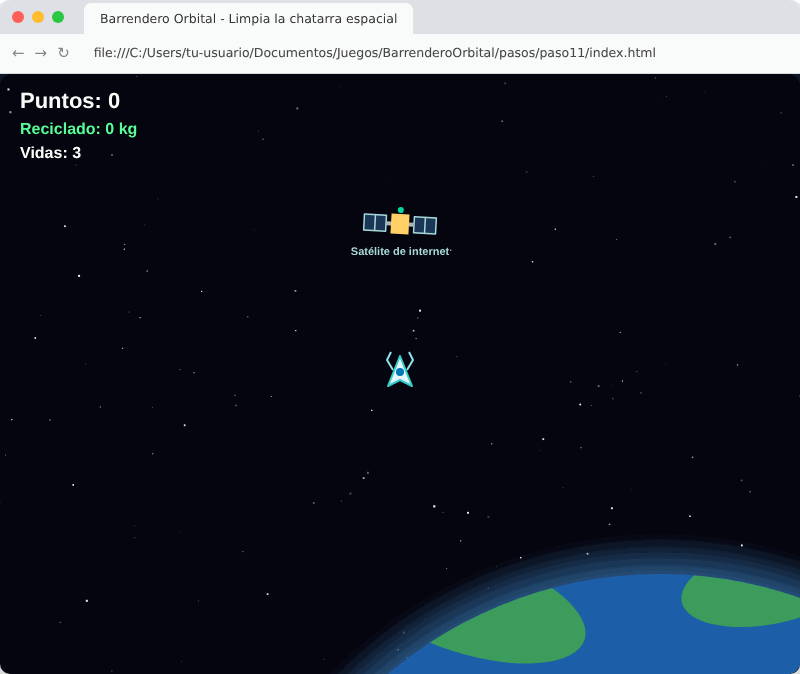 Barrendero Orbital - Limpia la chatarra espacial
file:///C:/Users/tu-usuario/Documentos/Juegos/BarrenderoOrbital/pasos/paso11/index.html
Puntos: 0
Reciclado: 0 kg
Vidas: 3
Satélite de internet